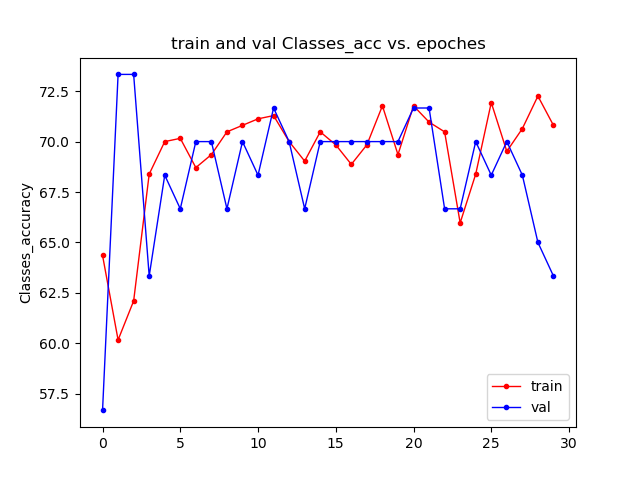 train and val Classes_acc vs. epoches
Classes_accuracy
72.5
70.0
67.5
65.0
62.5
60.0
57.5
0 5 10 15 20 25 30
train
val